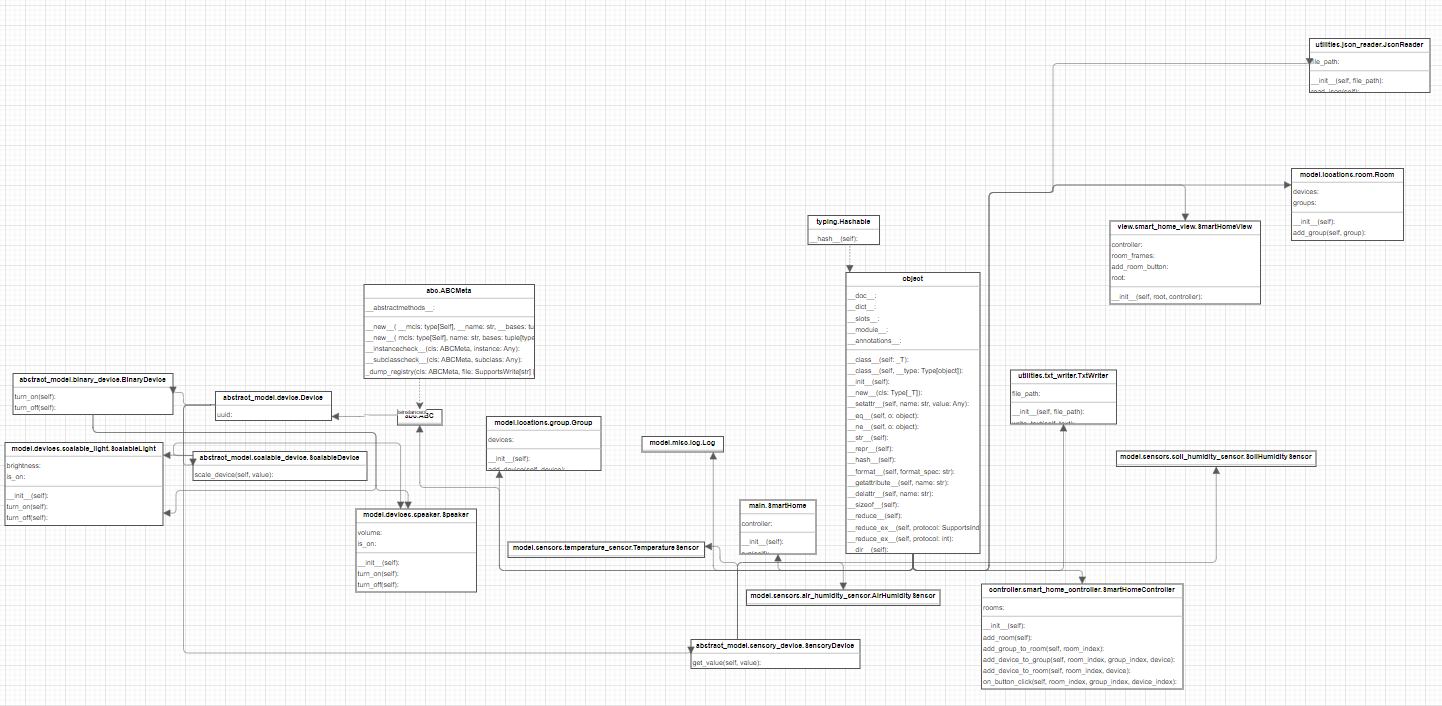 utilities.json_reader.JsonReader
file_path:
__init__(self, file_path):
read_json(self):
model.locations.room.Room
devices:
groups:
__init__(self):
add_group(self, group):
typing.Hashable
__hash__(self):
view.smart_home_view.SmartHomeView
controller:
room_frames:
add_room_button:
root:
__init__(self, root, controller):
object
__doc__:
__dict__:
__slots__:
__module__:
__annotations__:
__class__(self: _T):
__class__(self, __type: Type[object]):
__init__(self):
__new__(cls: Type[_T]):
__setattr__(self, name: str, value: Any):
__eq__(self, o: object):
__ne__(self, o: object):
__str__(self):
__repr__(self):
__hash__(self):
__format__(self, format_spec: str):
__getattribute__(self, name: str):
__delattr__(self, name: str):
__sizeof__(self):
__reduce__(self):
__reduce_ex__(self, protocol: SupportsInd
__reduce_ex__(self, protocol: int):
__dir__(self):
abc.ABCMeta
__abstractmethods__:
__new__( __mcls: type[Self], __name: str, __bases: tu
__new__( mcls: type[Self], name: str, bases: tuple[type
__instancecheck__(cls: ABCMeta, instance: Any):
__subclasscheck__(cls: ABCMeta, subclass: Any):
_dump_registry(cls: ABCMeta, file: SupportsWrite[str] |
abstract_model.binary_device.BinaryDevice
turn_on(self):
turn_off(self):
abstract_model.device.Device
uuid:
abc.ABC
utilities.txt_writer.TxtWriter
file_path:
__init__(self, file_path):
write_text(self, text):
model.locations.group.Group
devices:
__init__(self):
add_device(self, device):
model.misc.log.Log
model.devices.scalable_light.ScalableLight
brightness:
is_on:
__init__(self):
turn_on(self):
turn_off(self):
abstract_model.scalable_device.ScalableDevice
scale_device(self, value):
model.sensors.soil_humidity_sensor.SoilHumiditySensor
main.SmartHome
controller:
__init__(self):
run(self):
model.devices.speaker.Speaker
volume:
is_on:
__init__(self):
turn_on(self):
turn_off(self):
model.sensors.temperature_sensor.TemperatureSensor
model.sensors.air_humidity_sensor.AirHumiditySensor
controller.smart_home_controller.SmartHomeController
rooms:
__init__(self):
add_room(self):
add_group_to_room(self, room_index):
add_device_to_group(self, room_index, group_index, device):
add_device_to_room(self, room_index, device):
on_button_click(self, room_index, group_index, device_index):
abstract_model.sensory_device.SensoryDevice
get_value(self, value):